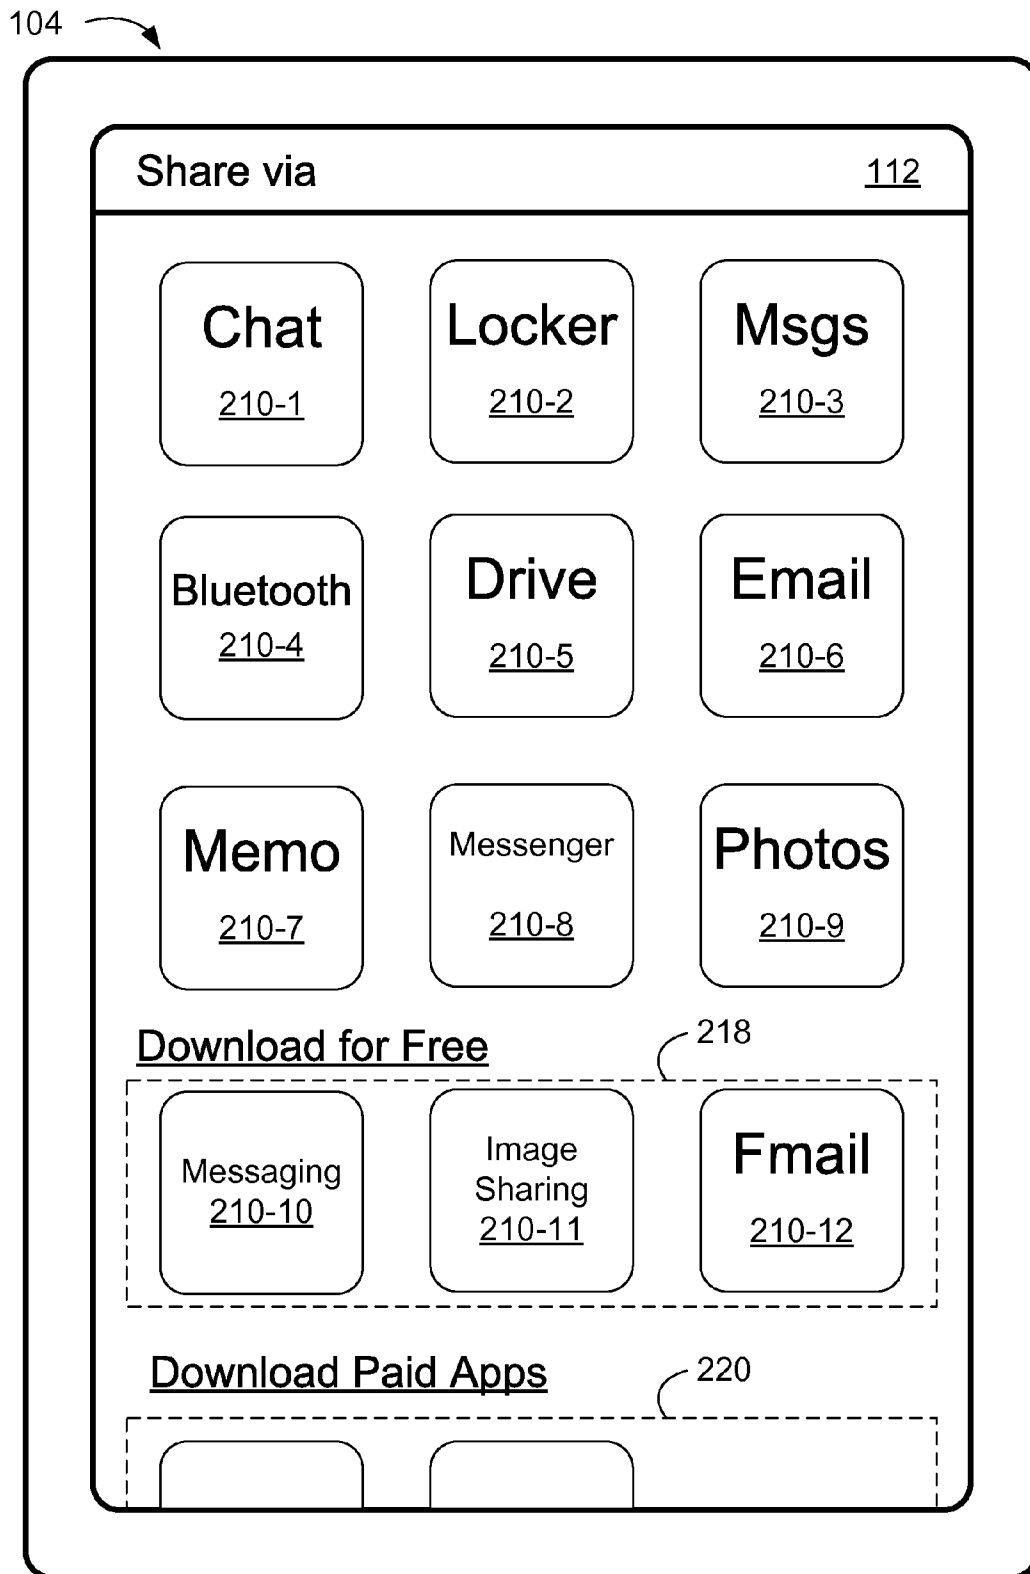 104
Share via 112
Chat Locker Msgs
210-1 210-2 210-3
Bluetooth Drive Email
210-4 210-5 210-6
Memo Messenger Photos
210-7 210-8 210-9
Download for Free 218
Messaging Image Fmail
Sharing
210-10 210-11 210-12
Download Paid Apps 220